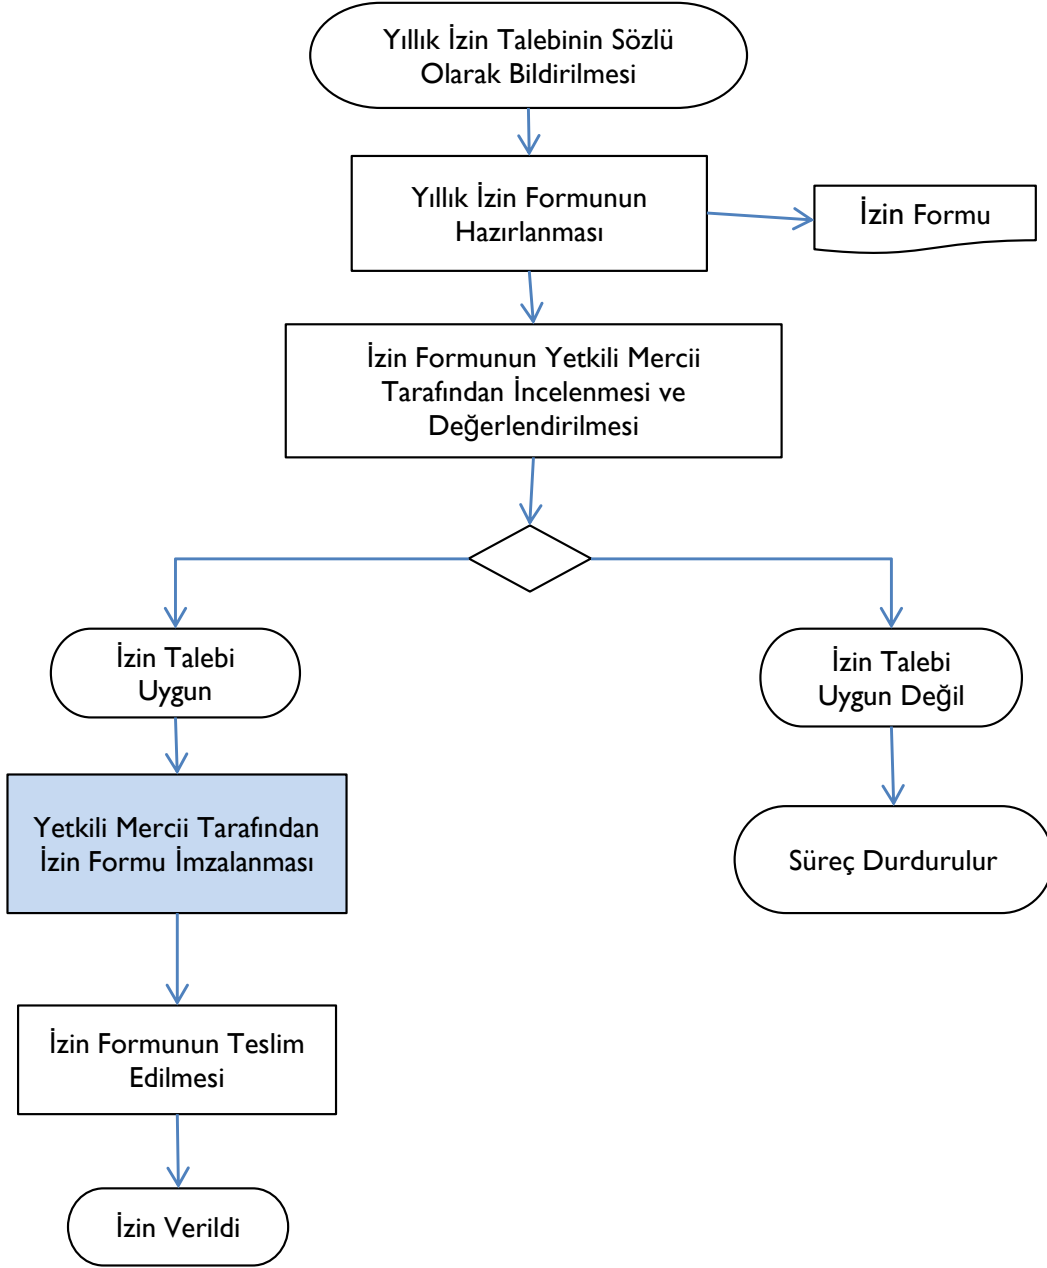 Yıllık İzin Talebinin Sözlü
Olarak Bildirilmesi
Yıllık İzin Formunun
Hazırlanması
İzin Formu
İzin Formunun Yetkili Mercii
Tarafından İncelenmesi ve
Değerlendirilmesi
İzin Talebi
Uygun
İzin Talebi
Uygun Değil
Yetkili Mercii Tarafından
İzin Formu İmzalanması
Süreç Durdurulur
İzin Formunun Teslim
Edilmesi
İzin Verildi